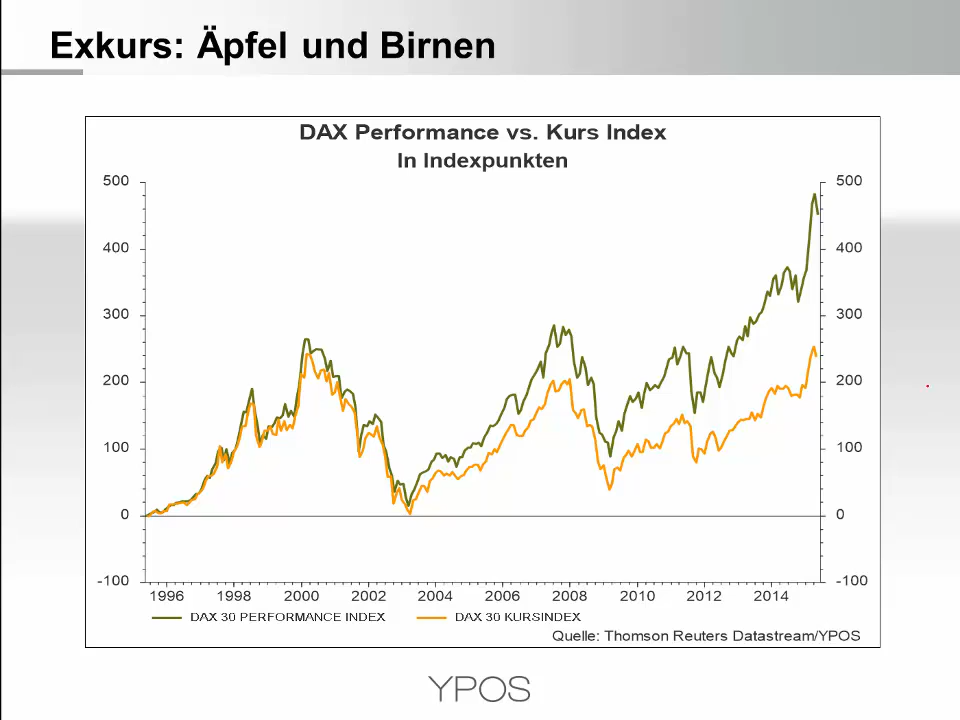 Exkurs: Äpfel und Birnen
DAX Performance vs. Kurs Index
In Indexpunkten
500 500
400 400
300 300
200 200
100 100
0 0
-100 -100
1996 1998 2000 2002 2004 2006 2008 2010 2012 2014
DAX 30 PERFORMANCE INDEX DAX 30 KURSINDEX
Quelle: Thomson Reuters Datastream/YPOS
YPOS